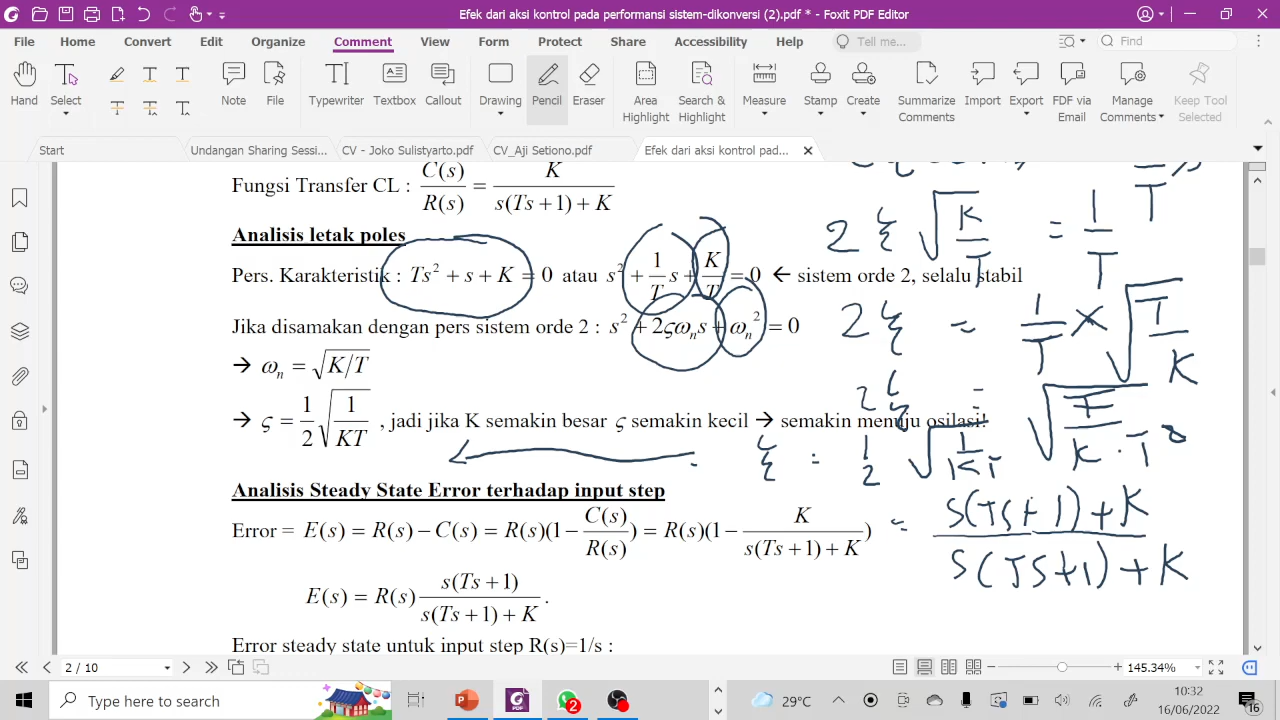 Efek dari aksi kontrol pada performansi sistem-dikonversi (2).pdf * - Foxit PDF Editor
File Home Convert Edit Organize Comment View Form Protect Share Accessibility Help Tell me... Find
Hand Select Note File Typewriter Textbox Callout Drawing Pencil Eraser Area Highlight Search & Highlight Measure Stamp Create Summarize Comments Import Export FDF via Email Manage Comments Keep Tool Selected
Start Undangan Sharing Sessi... CV - Joko Sulistyarto.pdf CV_Aji Setiono.pdf Efek dari aksi kontrol pad...
Fungsi Transfer CL : C(s)/R(s) = K/(s(Ts+1)+K)
Analisis letak poles
2 ξ √(K/T) = 1/T
Pers. Karakteristik : Ts² + s + K = 0 atau s² + 1/T s + K/T = 0 ← sistem orde 2, selalu stabil
Jika disamakan dengan pers sistem orde 2 : s² + 2ςωₙs + ωₙ² = 0
2 ξ = 1/T × √(T/K)
→ ωₙ = √(K/T)
2 ξ = √(T/(K·T²))
→ ς = 1/2 √(1/(KT)) , jadi jika K semakin besar ς semakin kecil → semakin menuju osilasi!
ξ = 1/2 √(1/(KT))
Analisis Steady State Error terhadap input step
Error = E(s) = R(s) − C(s) = R(s)(1 − C(s)/R(s)) = R(s)(1 − K/(s(Ts+1)+K)) = (s(Ts+1)+K)/(s(Ts+1)+K)
E(s) = R(s) s(Ts+1)/(s(Ts+1)+K) .
Error steady state untuk input step R(s)=1/s :
2 / 10 145.34%
Type here to search 2 29°C 10:32
16/06/2022 16